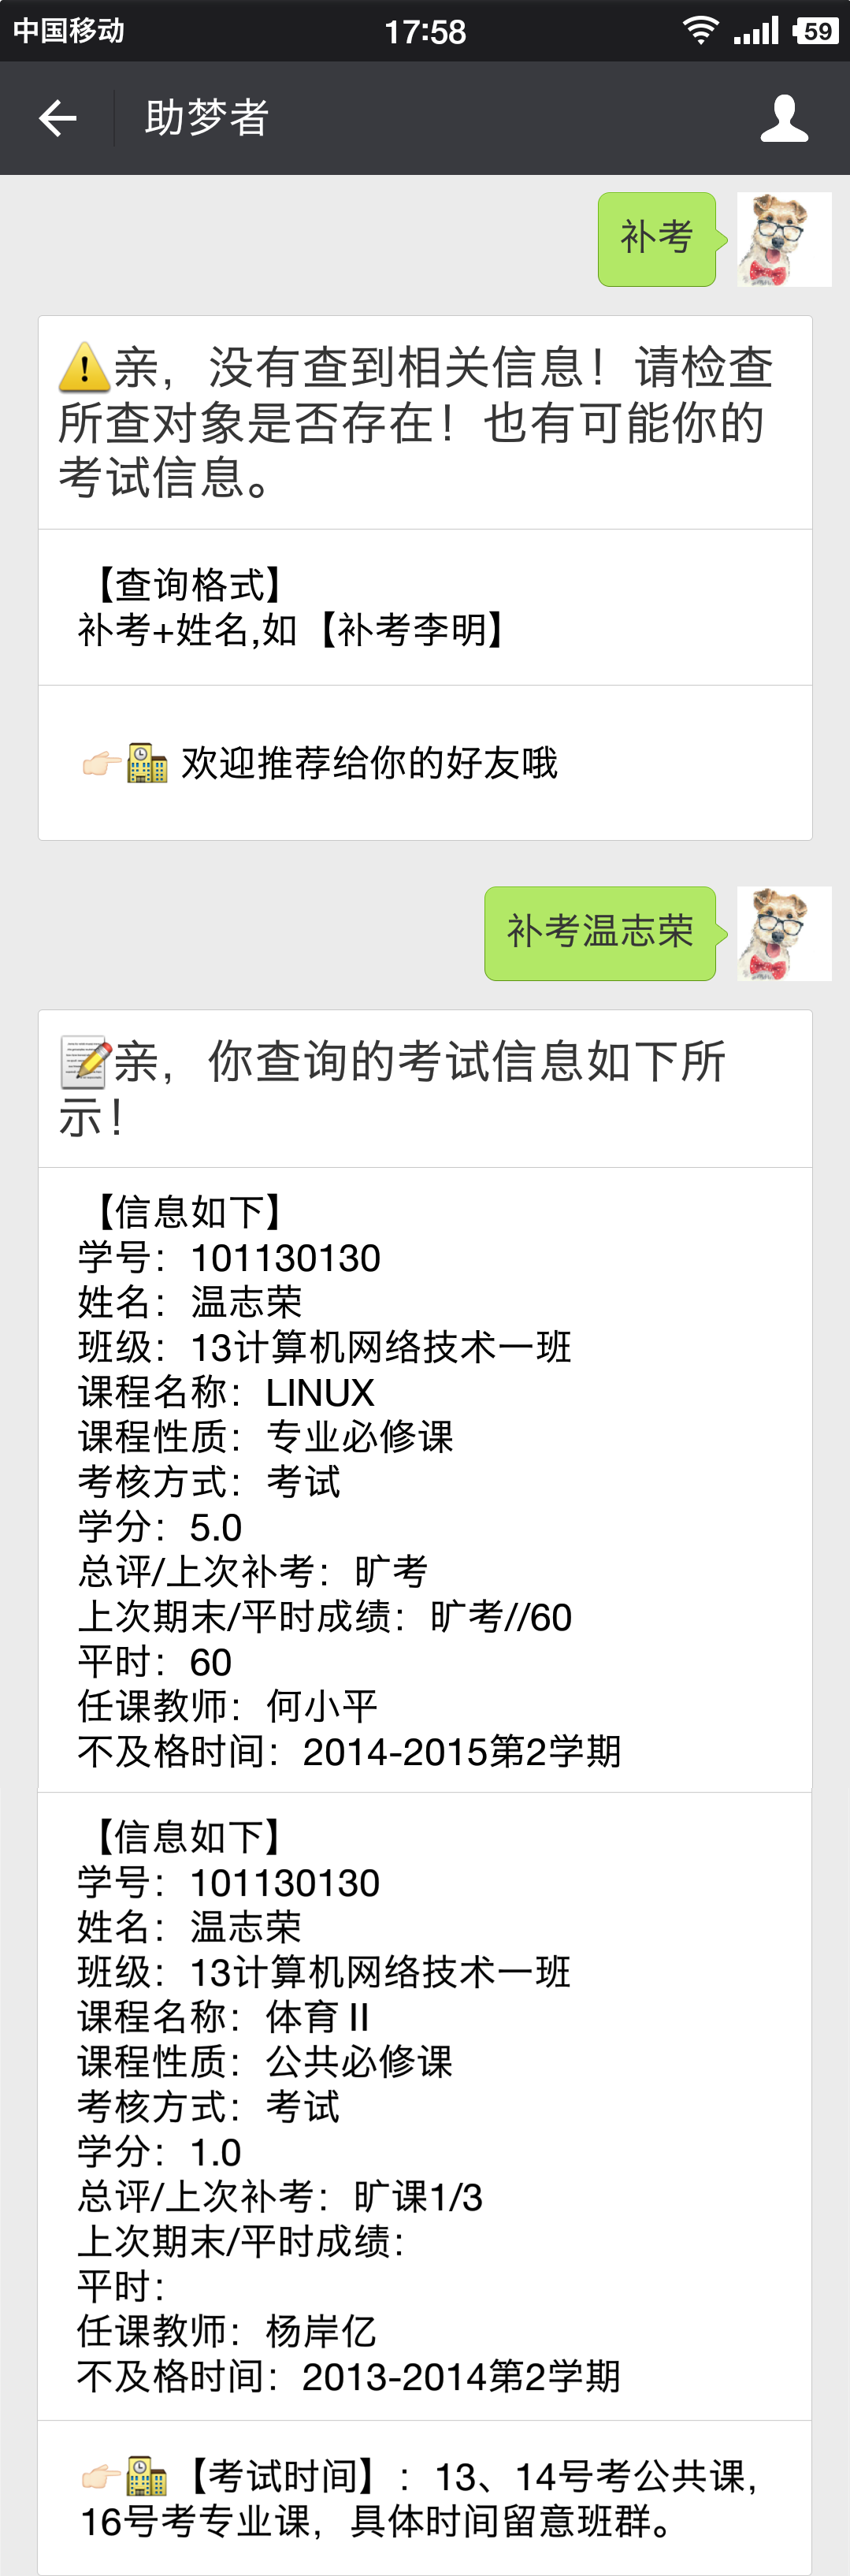 中国移动 17:58 59
助梦者
补考
亲，没有查到相关信息！请检查
所查对象是否存在！也有可能你的
考试信息。
【查询格式】
补考+姓名,如【补考李明】
欢迎推荐给你的好友哦
补考温志荣
亲，你查询的考试信息如下所
示！
【信息如下】
学号：101130130
姓名：温志荣
班级：13计算机网络技术一班
课程名称：LINUX
课程性质：专业必修课
考核方式：考试
学分：5.0
总评/上次补考：旷考
上次期末/平时成绩：旷考//60
平时：60
任课教师：何小平
不及格时间：2014-2015第2学期
【信息如下】
学号：101130130
姓名：温志荣
班级：13计算机网络技术一班
课程名称：体育 II
课程性质：公共必修课
考核方式：考试
学分：1.0
总评/上次补考：旷课1/3
上次期末/平时成绩：
平时：
任课教师：杨岸亿
不及格时间：2013-2014第2学期
【考试时间】：13、14号考公共课，
16号考专业课，具体时间留意班群。